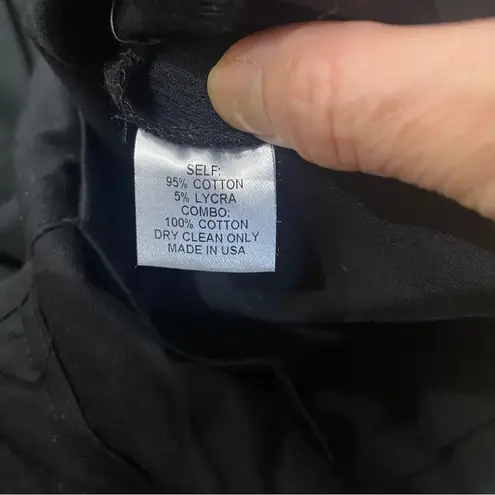 SELF:
95% COTTON
5% LYCRA
COMBO:
100% COTTON
DRY CLEAN ONLY
MADE IN USA